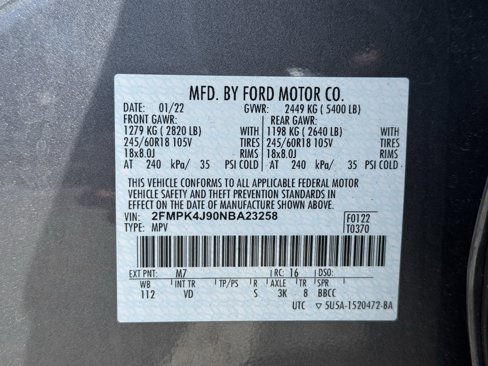 MFD. BY FORD MOTOR CO.
DATE: 01/22 GVWR: 2449 KG ( 5400 LB)
FRONT GAWR: REAR GAWR:
1279 KG ( 2820 LB) WITH 1198 KG ( 2640 LB) WITH
245/60R18 105V TIRES 245/60R18 105V TIRES
18x8.0J RIMS 18x8.0J RIMS
AT 240 kPa/ 35 PSI COLD AT 240 kPa/ 35 PSI COLD
THIS VEHICLE CONFORMS TO ALL APPLICABLE FEDERAL MOTOR
VEHICLE SAFETY AND THEFT PREVENTION STANDARDS IN
EFFECT ON THE DATE OF MANUFACTURE SHOWN ABOVE.
VIN: 2FMPK4J90NBA23258 F0122
TYPE: MPV T0370
EXT PNT: M7 RC: 16 DSO:
WB INT TR TP/PS R AXLE TR SPR
112 VD S 3K 8 BBCC
UTC ▽ 5U5A-1520472-BA